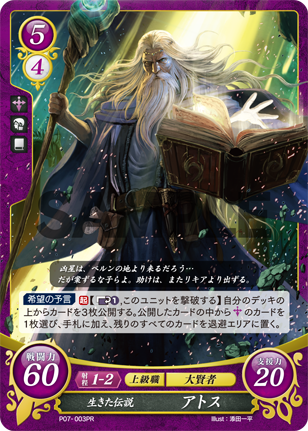 5
4
SAMPLE
凶星は、ベルンの地より来るだろう…
だが案ずるな子らよ。助けは、またリキアより出ずる。
希望の予言 起 【 1,このユニットを撃破する】自分のデッキの
上からカードを3枚公開する。公開したカードの中から のカードを
1枚選び、手札に加え、残りのすべてのカードを退避エリアに置く。
戦闘力 60
射程 1-2 上級職 大賢者
支援力 20
生きた伝説 アトス
P07-003PR
Illust:漆田一平